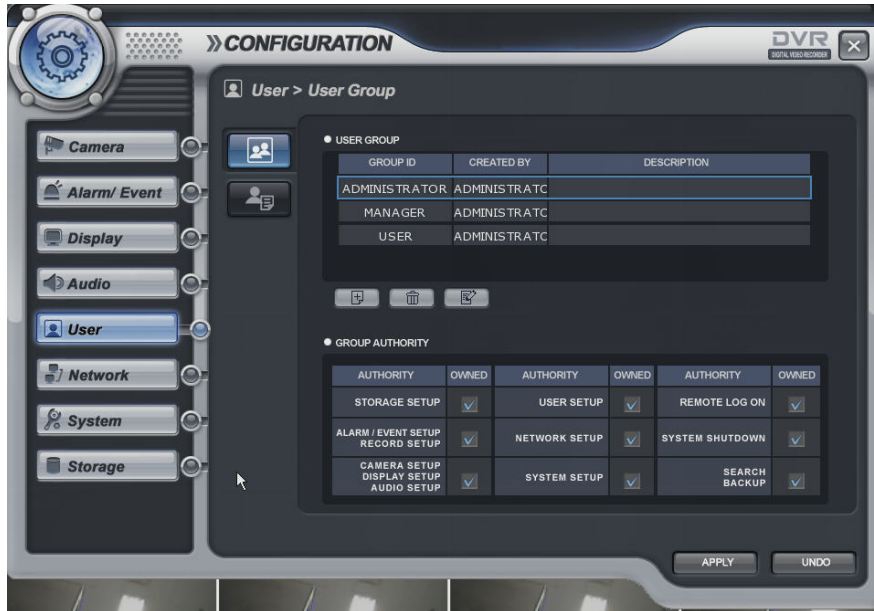 CONFIGURATION
DVR
DIGITAL VIDEO RECORDER
User > User Group
Camera
Alarm/ Event
Display
Audio
User
Network
System
Storage
USER GROUP
GROUP ID CREATED BY DESCRIPTION
ADMINISTRATOR ADMINISTRATC
MANAGER ADMINISTRATC
USER ADMINISTRATC
GROUP AUTHORITY
AUTHORITY OWNED AUTHORITY OWNED AUTHORITY OWNED
STORAGE SETUP USER SETUP REMOTE LOG ON
ALARM / EVENT SETUP
RECORD SETUP NETWORK SETUP SYSTEM SHUTDOWN
CAMERA SETUP
DISPLAY SETUP
AUDIO SETUP SYSTEM SETUP SEARCH
BACKUP
APPLY UNDO